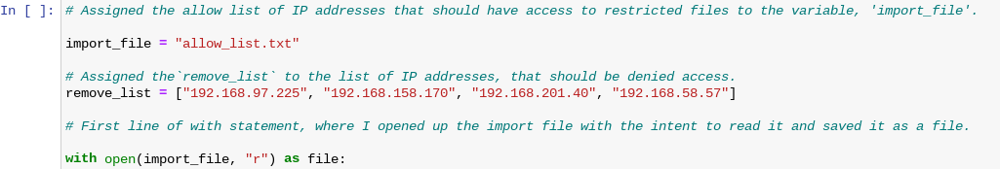 In [ ]: # Assigned the allow list of IP addresses that should have access to restricted files to the variable, 'import_file'.
import_file = "allow_list.txt"
# Assigned the`remove_list` to the list of IP addresses, that should be denied access.
remove_list = ["192.168.97.225", "192.168.158.170", "192.168.201.40", "192.168.58.57"]
# First line of with statement, where I opened up the import file with the intent to read it and saved it as a file.
with open(import_file, "r") as file: